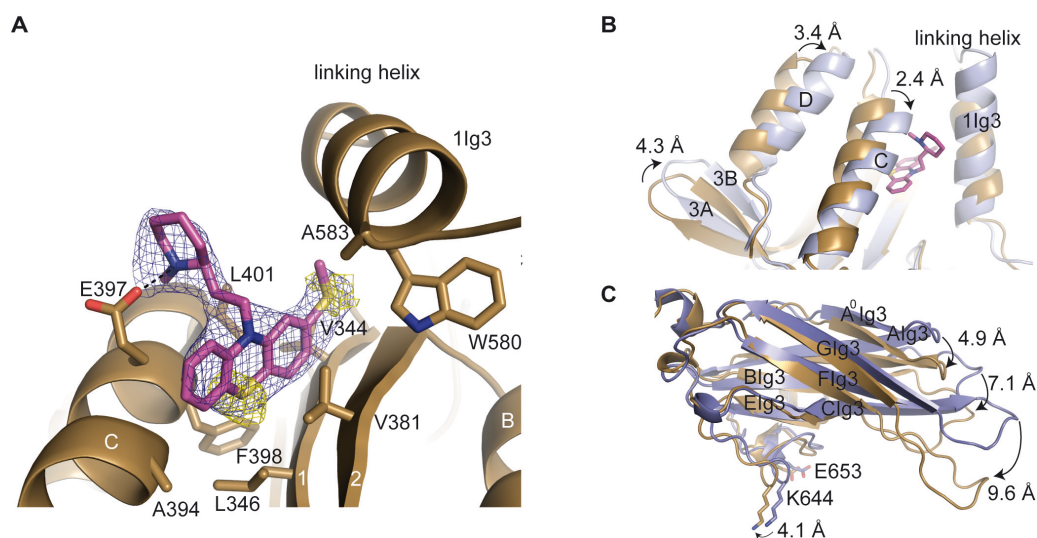 A
linking helix
1Ig3
A583
L401
E397
V344
W580
V381
C
B
F398
1
2
L346
A394
B
3.4 Å
linking helix
2.4 Å
D
1Ig3
4.3 Å
C
3B
3A
C
A⁰Ig3
AIg3
4.9 Å
GIg3
7.1 Å
BIg3
FIg3
EIg3
CIg3
E653
K644
9.6 Å
4.1 Å